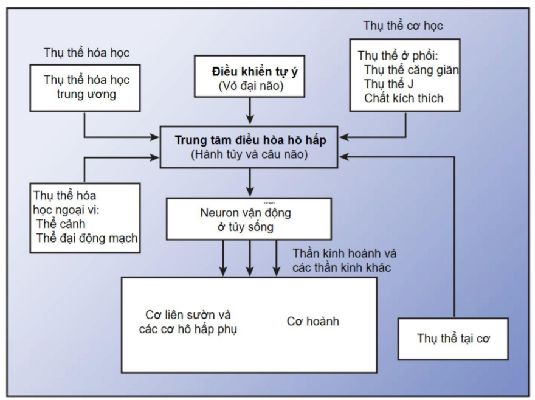 Thụ thể hóa học
Thụ thể hóa học
trung ương
Điều khiển tự ý
(Vỏ đại não)
Thụ thể cơ học
Thụ thể ở phổi:
Thụ thể căng giãn
Thụ thể J
Chất kích thích
Trung tâm điều hòa hô hấp
(Hành tủy và cầu não)
Thụ thể hóa
học ngoại vi:
Thể cảnh
Thể đại động mạch
Neuron vận động
ở tủy sống
Thần kinh hoành và
các thần kinh khác
Cơ liên sườn và
các cơ hô hấp phụ
Cơ hoành
Thụ thể tại cơ